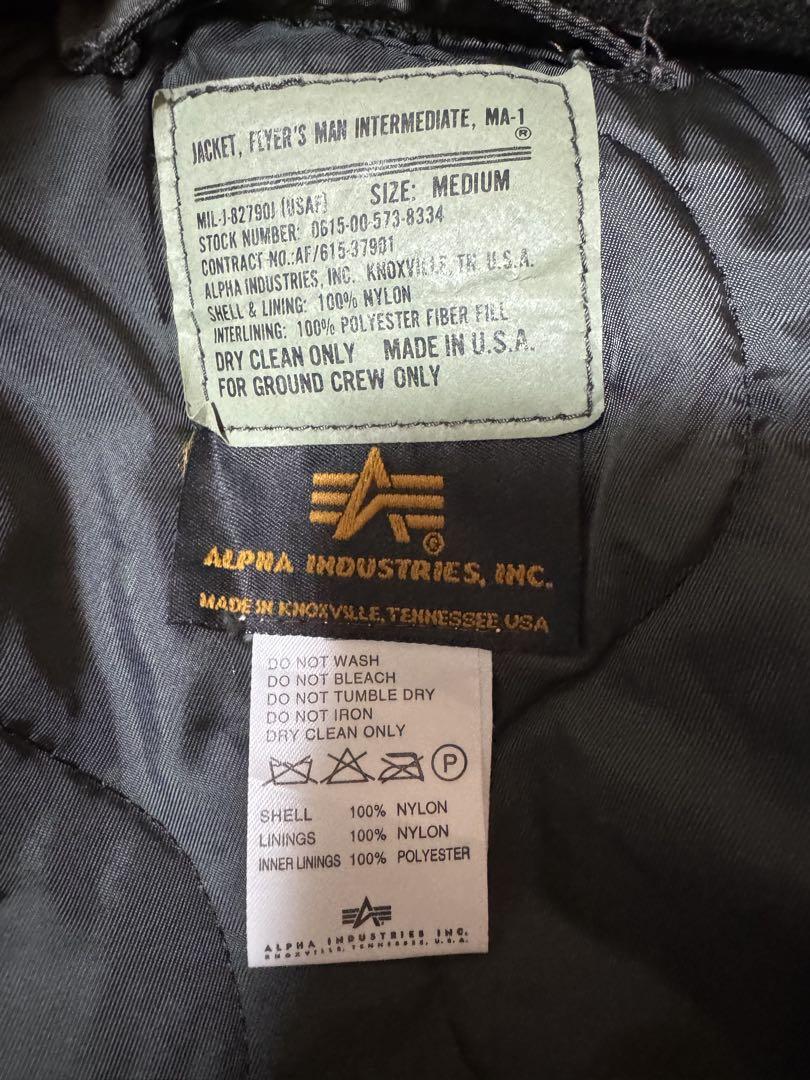 JACKET, FLYER'S MAN INTERMEDIATE, MA-1®
MIL-J-82790J (USAF) SIZE: MEDIUM
STOCK NUMBER: 0615-00-573-8334
CONTRACT NO.:AF/615-37901
ALPHA INDUSTRIES, INC. KNOXVILLE, TN U.S.A.
SHELL & LINING: 100% NYLON
INTERLINING: 100% POLYESTER FIBER FILL
DRY CLEAN ONLY MADE IN U.S.A.
FOR GROUND CREW ONLY
ALPHA INDUSTRIES, INC.
MADE IN KNOXVILLE, TENNESSEE, USA
DO NOT WASH
DO NOT BLEACH
DO NOT TUMBLE DRY
DO NOT IRON
DRY CLEAN ONLY
P
SHELL 100% NYLON
LININGS 100% NYLON
INNER LININGS 100% POLYESTER
ALPHA INDUSTRIES INC.
KNOXVILLE, TENNESSEE, U.S.A.